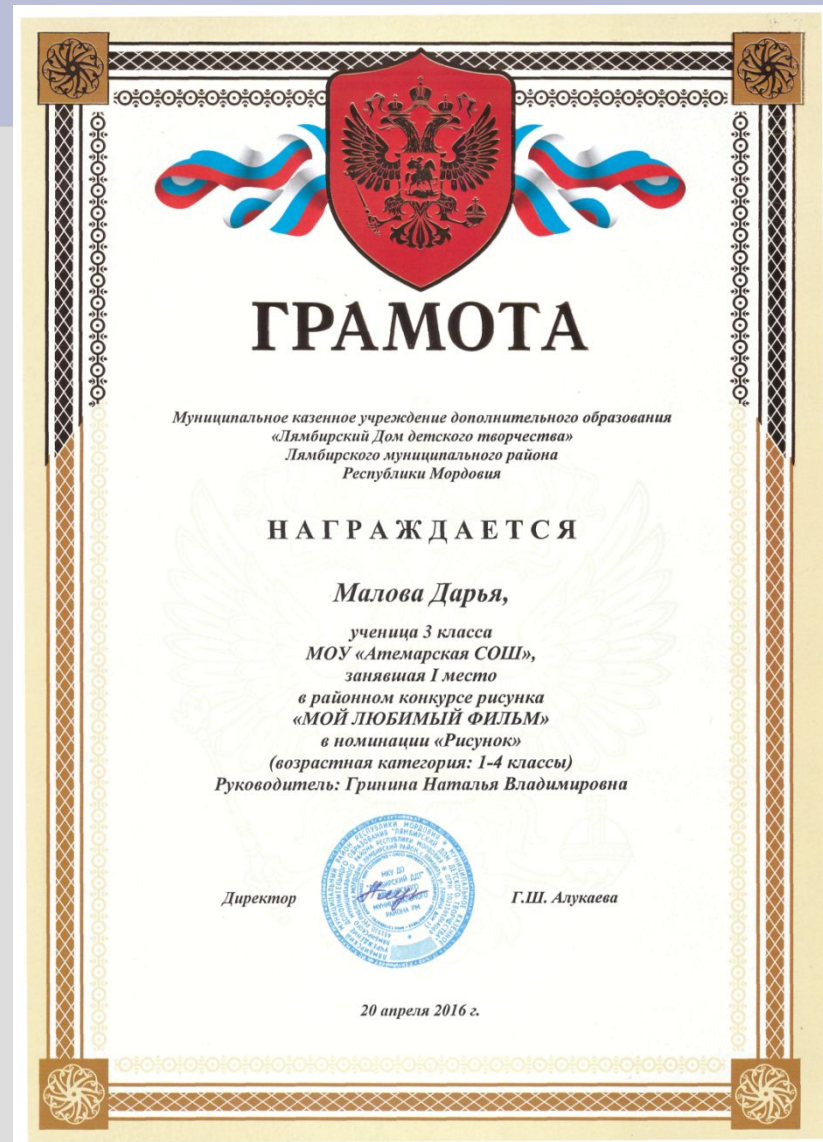 ГРАМОТА
Муниципальное казенное учреждение дополнительного образования
«Лямбирский Дом детского творчества»
Лямбирского муниципального района
Республики Мордовия
НАГРАЖДАЕТСЯ
Малова Дарья,
ученица 3 класса
МОУ «Атемарская СОШ»,
занявшая I место
в районном конкурсе рисунка
«МОЙ ЛЮБИМЫЙ ФИЛЬМ»
в номинации «Рисунок»
(возрастная категория: 1-4 классы)
Руководитель: Гринина Наталья Владимировна
Директор
Г.Ш. Алукаева
20 апреля 2016 г.